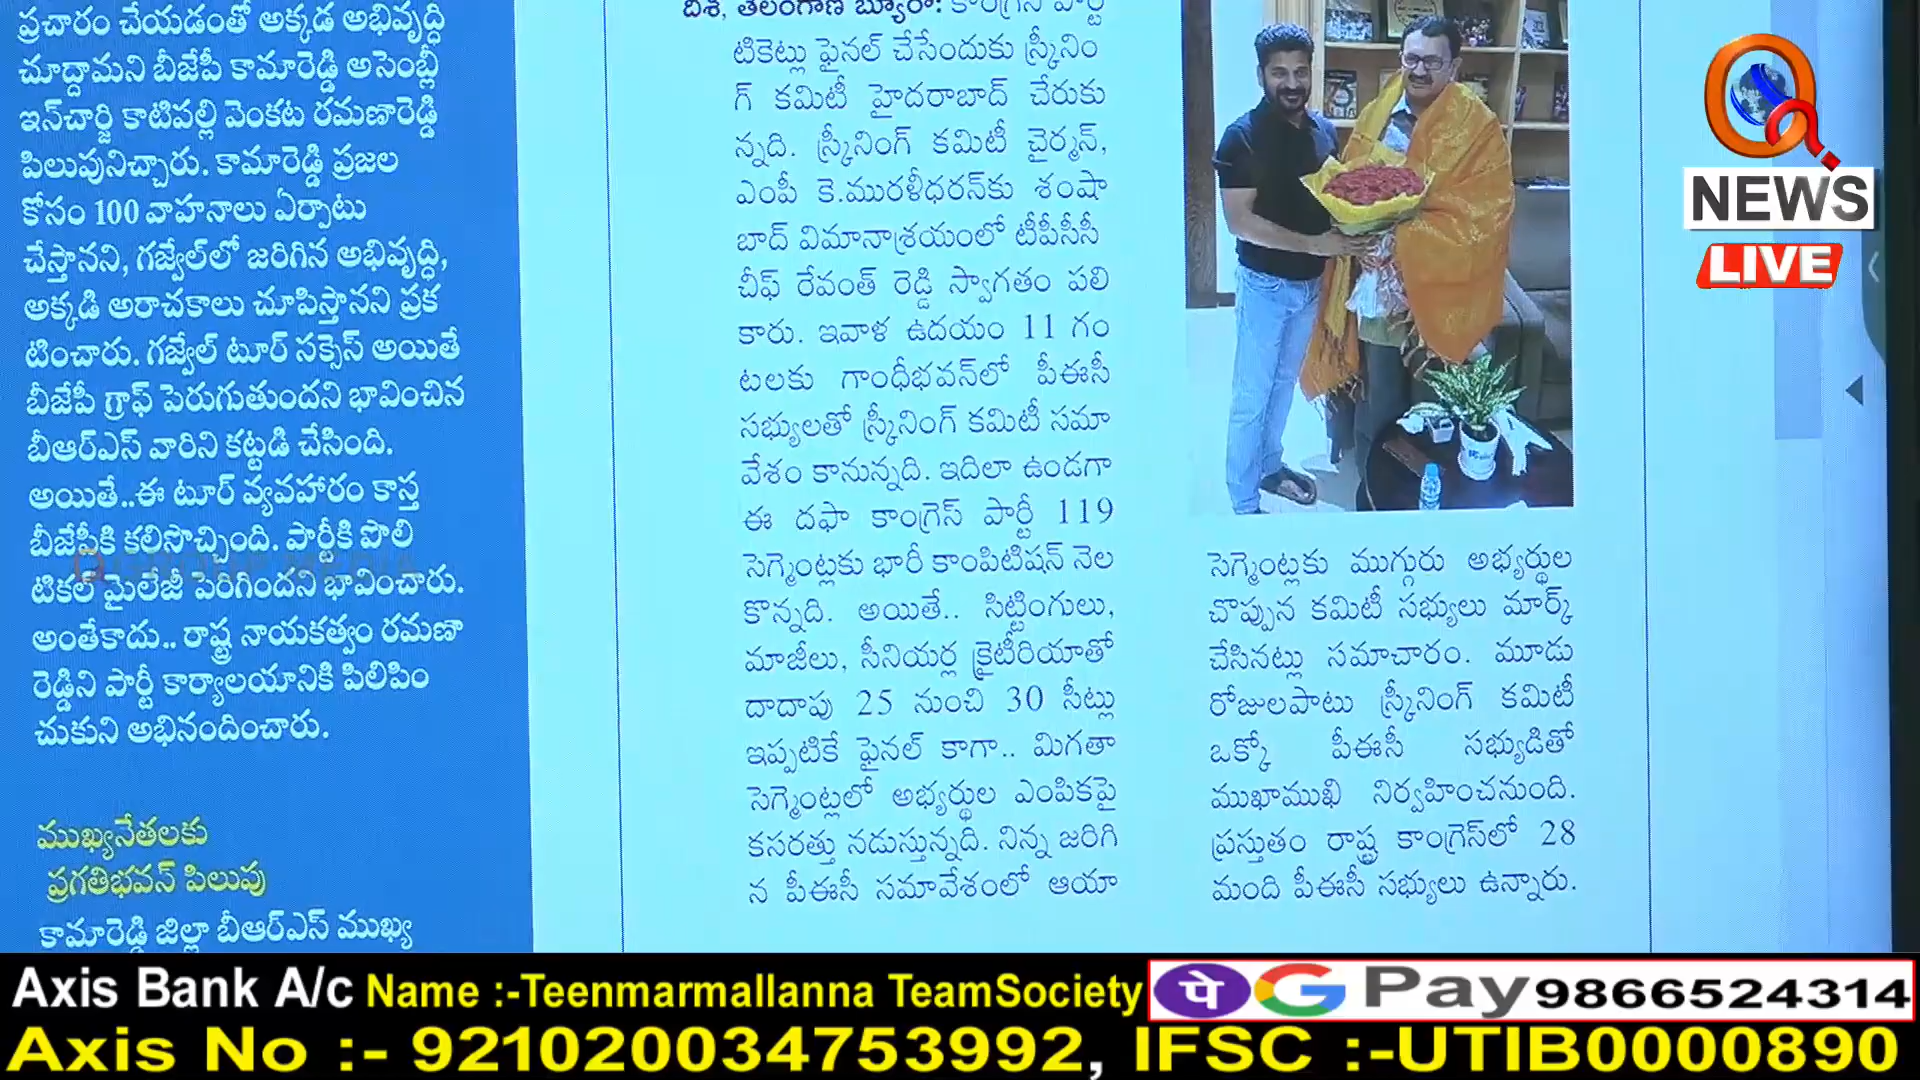 ప్రచారం చేయడంతో అక్కడ అభివృద్ధి
చూద్దామని బీజేపీ కామారెడ్డి అసెంబ్లీ
ఇన్‌చార్జి కాటిపల్లి వెంకట రమణారెడ్డి
పిలుపునిచ్చారు. కామారెడ్డి ప్రజల
కోసం 100 వాహనాలు ఏర్పాటు
చేస్తానని, గజ్వేల్‌లో జరిగిన అభివృద్ధి,
అక్కడి అరాచకాలు చూపిస్తానని ప్రక
టించారు. గజ్వేల్ టూర్ సక్సెస్ అయితే
బీజేపీ గ్రాఫ్ పెరుగుతుందని భావించిన
బీఆర్ఎస్ వారిని కట్టడి చేసింది.
అయితే..ఈ టూర్ వ్యవహారం కాస్త
బీజేపీకి కలిసొచ్చింది. పార్టీకి పొలి
టికల్ మైలేజీ పెరిగిందని భావించారు.
అంతేకాదు.. రాష్ట్ర నాయకత్వం రమణా
రెడ్డిని పార్టీ కార్యాలయానికి పిలిపిం
చుకుని అభినందించారు.
ముఖ్యనేతలకు
ప్రగతిభవన్ పిలుపు
కామారెడ్డి జిల్లా బీఆర్ఎస్ ముఖ్య
దిశ, తెలంగాణ బ్యూరో: కాంగ్రెస్ పార్టీ
టికెట్లు ఫైనల్ చేసేందుకు స్క్రీనిం
గ్ కమిటీ హైదరాబాద్ చేరుకు
న్నది. స్క్రీనింగ్ కమిటీ చైర్మన్,
ఎంపీ కె.మురళీధరన్‌కు శంషా
బాద్ విమానాశ్రయంలో టీపీసీసీ
చీఫ్ రేవంత్ రెడ్డి స్వాగతం పలి
కారు. ఇవాళ ఉదయం 11 గం
టలకు గాంధీభవన్‌లో పీఈసీ
సభ్యులతో స్క్రీనింగ్ కమిటీ సమా
వేశం కానున్నది. ఇదిలా ఉండగా
ఈ దఫా కాంగ్రెస్ పార్టీ 119
సెగ్మెంట్లకు భారీ కాంపిటిషన్ నెల
కొన్నది. అయితే.. సిట్టింగులు,
మాజీలు, సీనియర్ల క్రైటీరియాతో
దాదాపు 25 నుంచి 30 సీట్లు
ఇప్పటికే ఫైనల్ కాగా.. మిగతా
సెగ్మెంట్లలో అభ్యర్థుల ఎంపికపై
కసరత్తు నడుస్తున్నది. నిన్న జరిగి
న పీఈసీ సమావేశంలో ఆయా
సెగ్మెంట్లకు ముగ్గురు అభ్యర్థుల
చొప్పున కమిటీ సభ్యులు మార్క్
చేసినట్లు సమాచారం. మూడు
రోజులపాటు స్క్రీనింగ్ కమిటీ
ఒక్కో పీఈసీ సభ్యుడితో
ముఖాముఖి నిర్వహించనుంది.
ప్రస్తుతం రాష్ట్ర కాంగ్రెస్‌లో 28
మంది పీఈసీ సభ్యులు ఉన్నారు.
Q
NEWS
LIVE
Axis Bank A/c Name :-Teenmarmallanna TeamSociety
पे G Pay 9866524314
Axis No :- 921020034753992, IFSC :-UTIB0000890